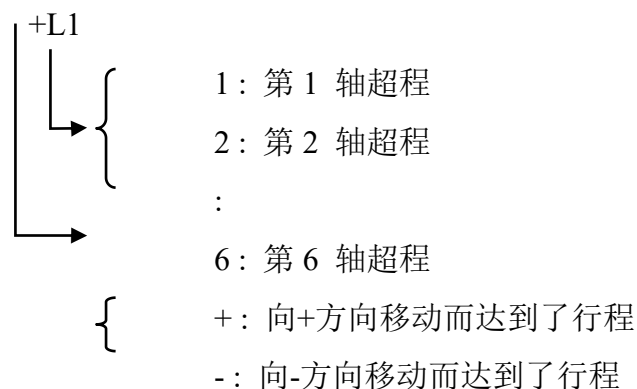 +L1
1 : 第 1 轴超程
2 : 第 2 轴超程
:
6 : 第 6 轴超程
+ : 向+方向移动而达到了行程
- : 向-方向移动而达到了行程